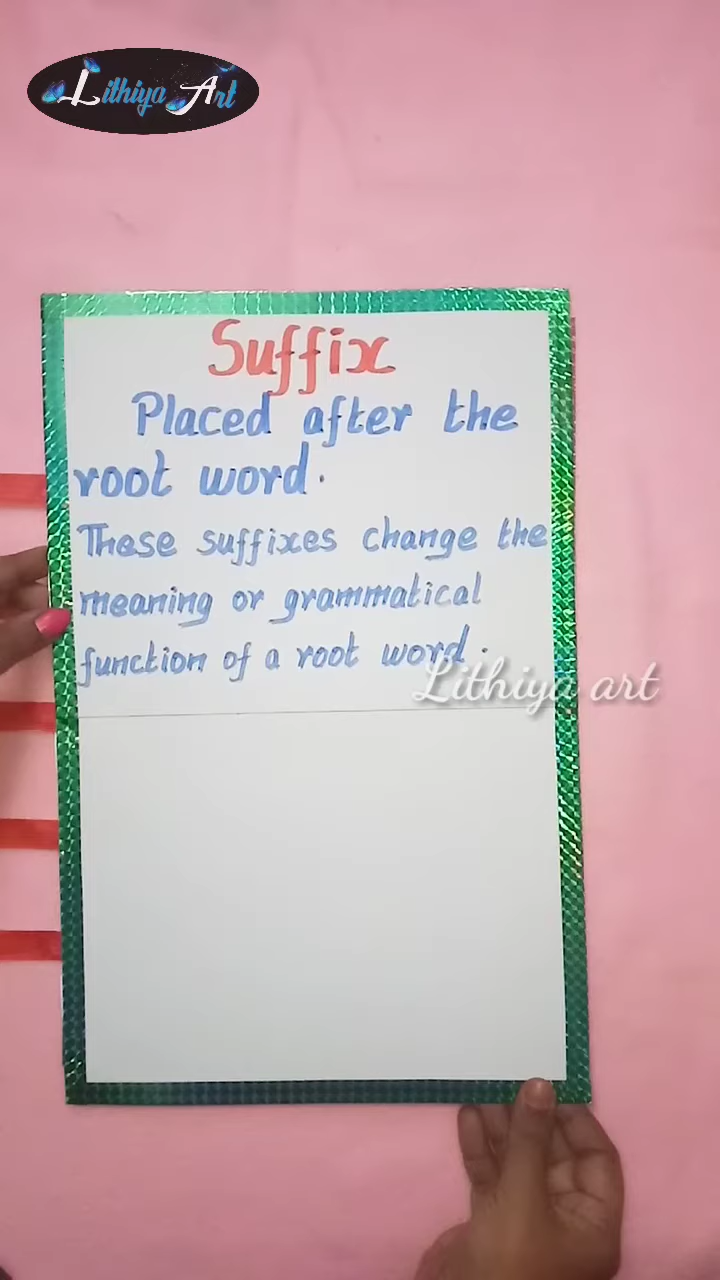 Lithiya Art
Suffix
Placed after the
root word.
These suffixes change the
meaning or grammatical
function of a root word.
Lithiya art